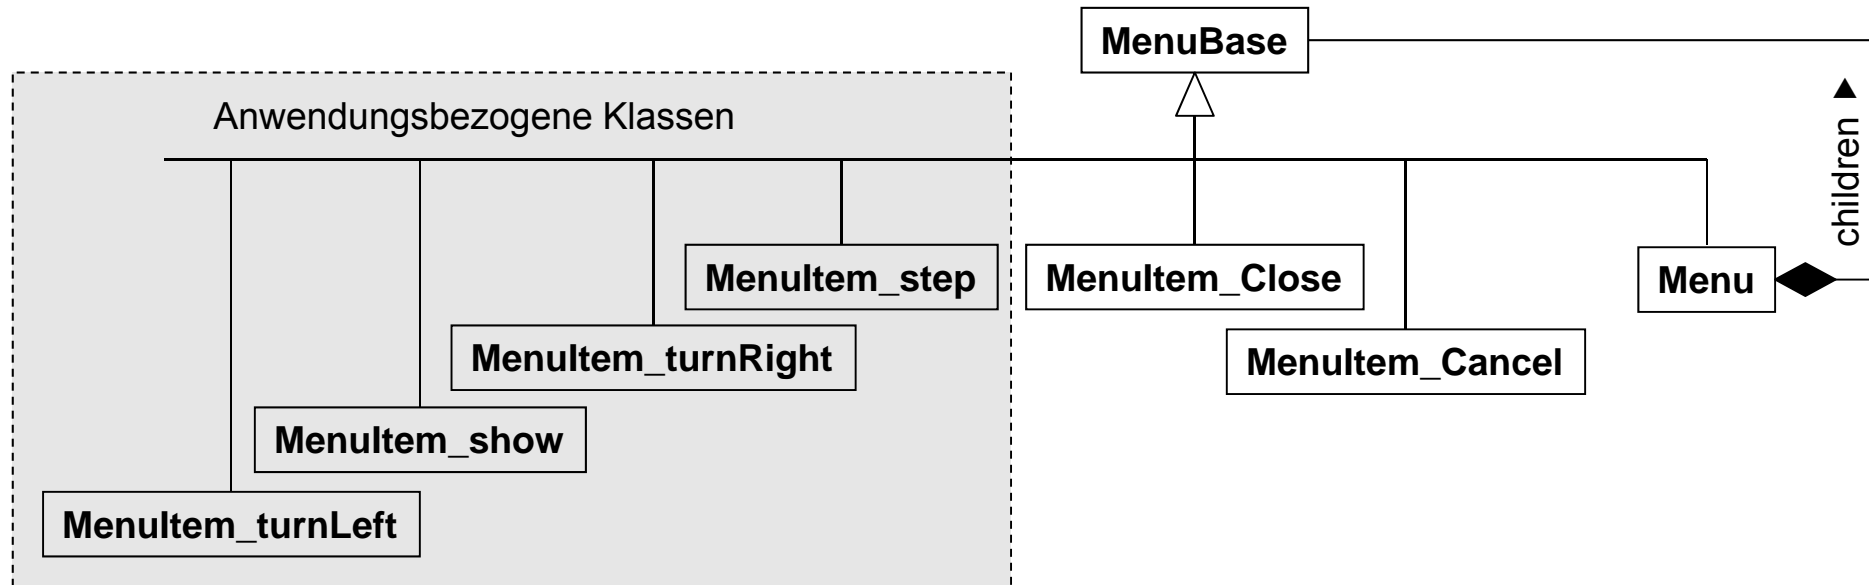 MenuBase
Anwendungsbezogene Klassen
children ▲
MenuItem_step
MenuItem_Close
Menu
MenuItem_turnRight
MenuItem_Cancel
MenuItem_show
MenuItem_turnLeft